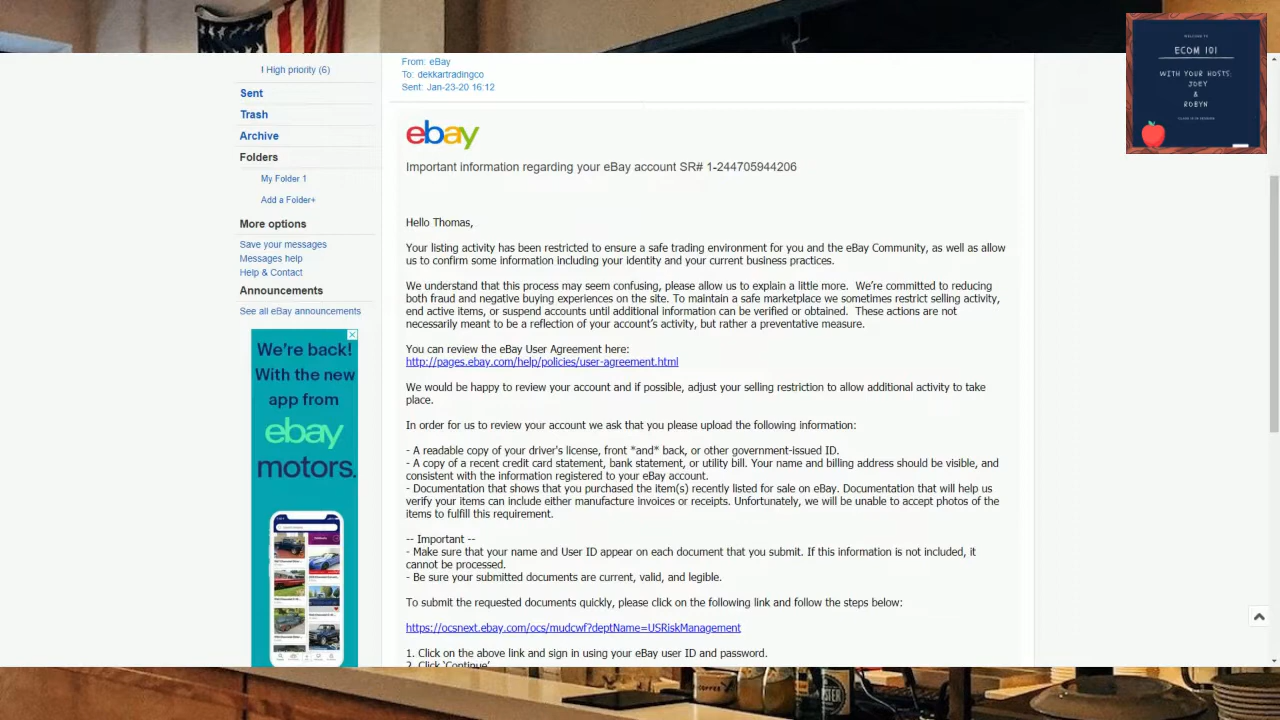 ! High priority (6)
Sent
Trash
Archive
Folders
My Folder 1
Add a Folder+
More options
Save your messages
Messages help
Help & Contact
Announcements
See all eBay announcements
We're back!
With the new
app from
ebay
motors.
From: eBay
To: dekkartradingco
Sent: Jan-23-20 16:12
ebay
Important information regarding your eBay account SR# 1-244705944206
Hello Thomas,
Your listing activity has been restricted to ensure a safe trading environment for you and the eBay Community, as well as allow
us to confirm some information including your identity and your current business practices.
We understand that this process may seem confusing, please allow us to explain a little more.  We're committed to reducing
both fraud and negative buying experiences on the site. To maintain a safe marketplace we sometimes restrict selling activity,
end active items, or suspend accounts until additional information can be verified or obtained.  These actions are not
necessarily meant to be a reflection of your account's activity, but rather a preventative measure.
You can review the eBay User Agreement here:
http://pages.ebay.com/help/policies/user-agreement.html
We would be happy to review your account and if possible, adjust your selling restriction to allow additional activity to take
place.
In order for us to review your account we ask that you please upload the following information:
- A readable copy of your driver's license, front *and* back, or other government-issued ID.
- A copy of a recent credit card statement, bank statement, or utility bill. Your name and billing address should be visible, and
consistent with the information registered to your eBay account.
- Documentation that shows that you purchased the item(s) recently listed for sale on eBay. Documentation that will help us
verify your items can include either manufacture invoices or receipts. Unfortunately, we will be unable to accept photos of the
items to fulfill this requirement.
-- Important --
- Make sure that your name and User ID appear on each document that you submit. If this information is not included, it
cannot be processed.
- Be sure your submitted documents are current, valid, and legible.
To submit the requested documents quickly, please click on the following link and follow the steps below:
https://ocsnext.ebay.com/ocs/mudcwf?deptName=USRiskManagement
1. Click on the above link and sign in using your eBay user ID and password.
2. Click 'Continue'
WELCOME TO
ECOM 101
WITH YOUR HOSTS:
JOEY
&
ROBYN
COFFEE